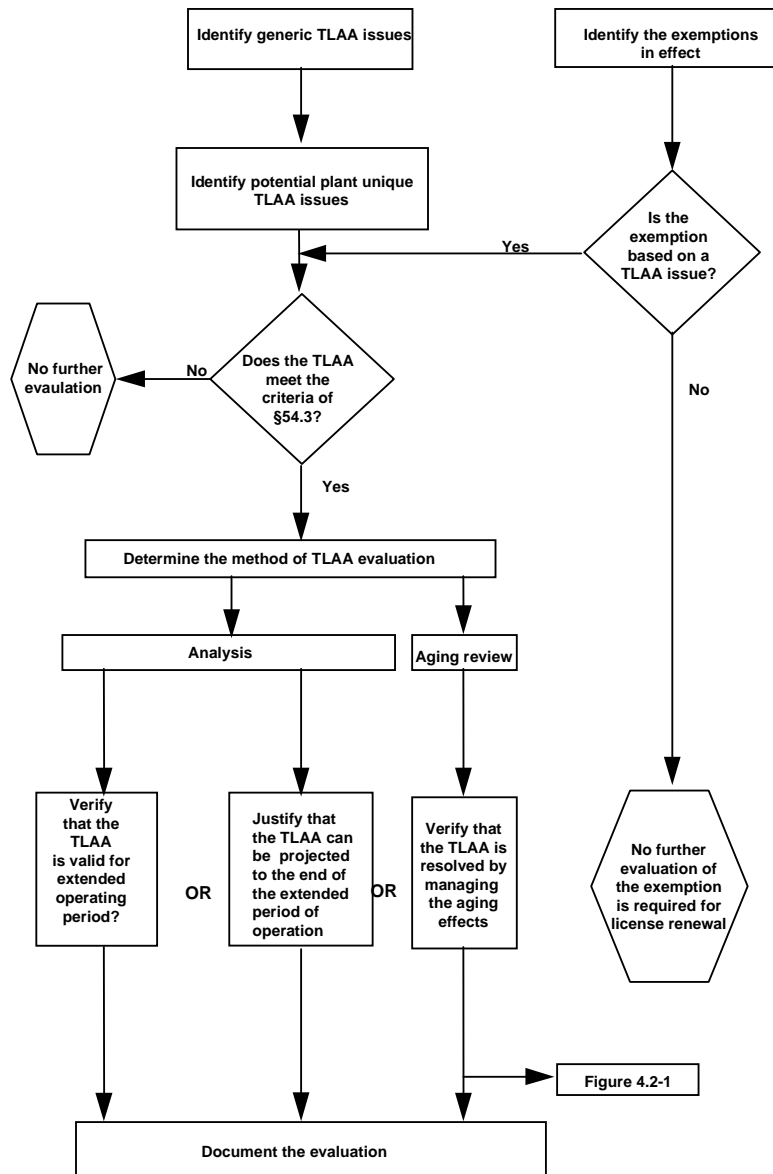 Identify generic TLAA issues
Identify the exemptions
in effect
Identify potential plant unique
TLAA issues
Is the
exemption
based on a
TLAA issue?
Yes
Does the TLAA
meet the
criteria of
§54.3?
No
No further
evaulation
No
Yes
Determine the method of TLAA evaluation
Analysis
Aging review
Verify
that the
TLAA
is valid for
extended
operating
period?
OR
Justify that
the TLAA can
be projected
to the end of
the extended
period of
operation
OR
Verify that
the TLAA is
resolved by
managing
the aging
effects
No further
evaluation of
the exemption
is required for
license renewal
Figure 4.2-1
Document the evaluation